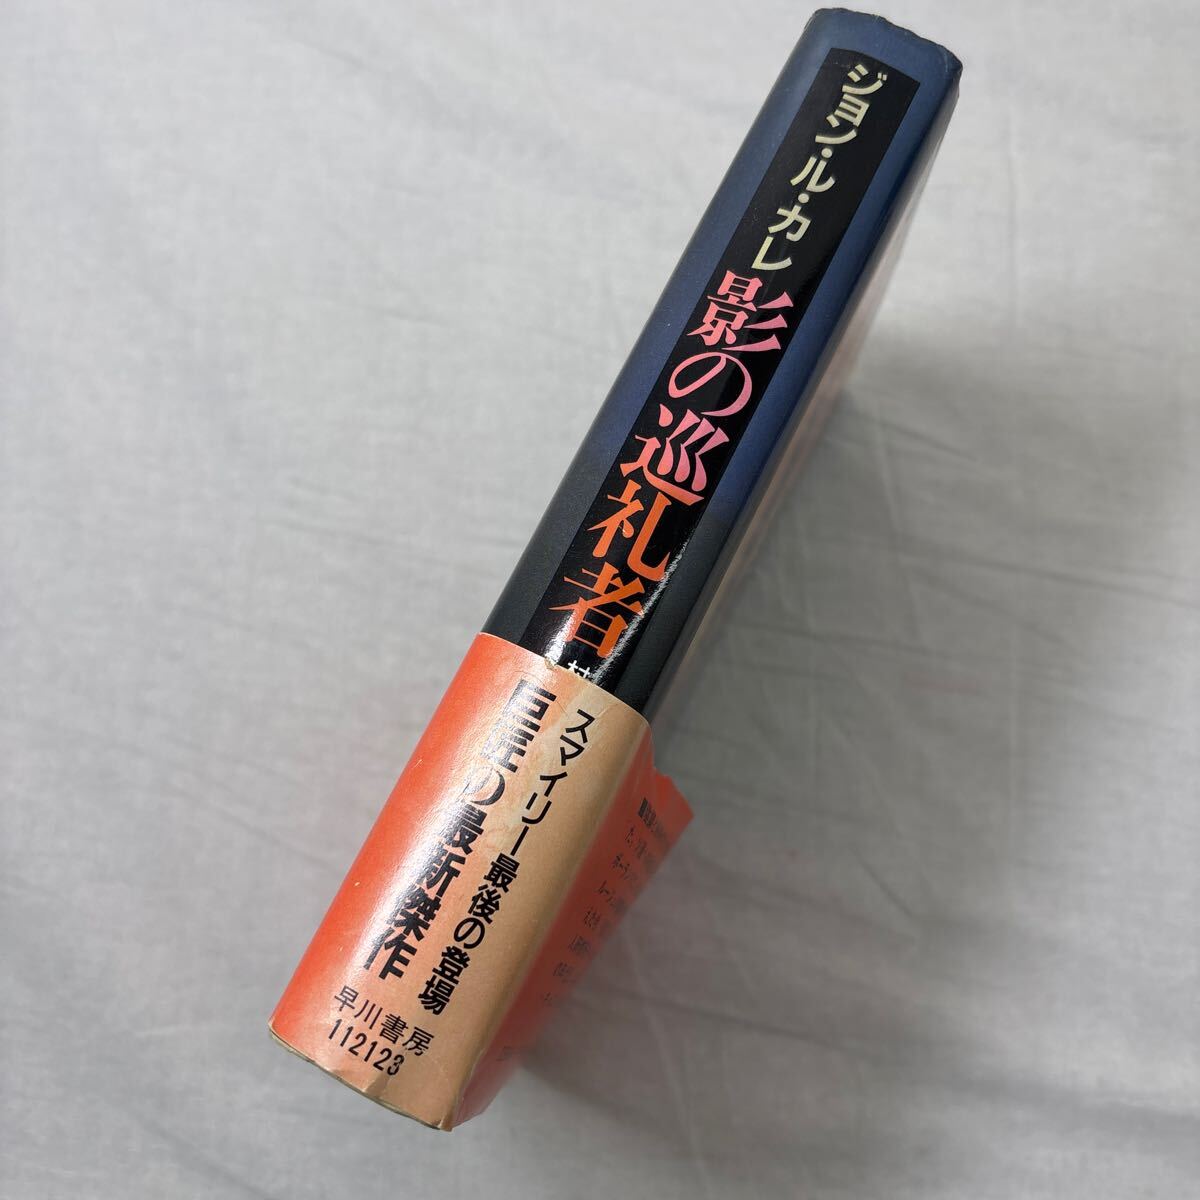 ジョン・ル・カレ
影の巡礼者
村
スマイリー最後の登場
巨匠の最新傑作
早川書房
112123